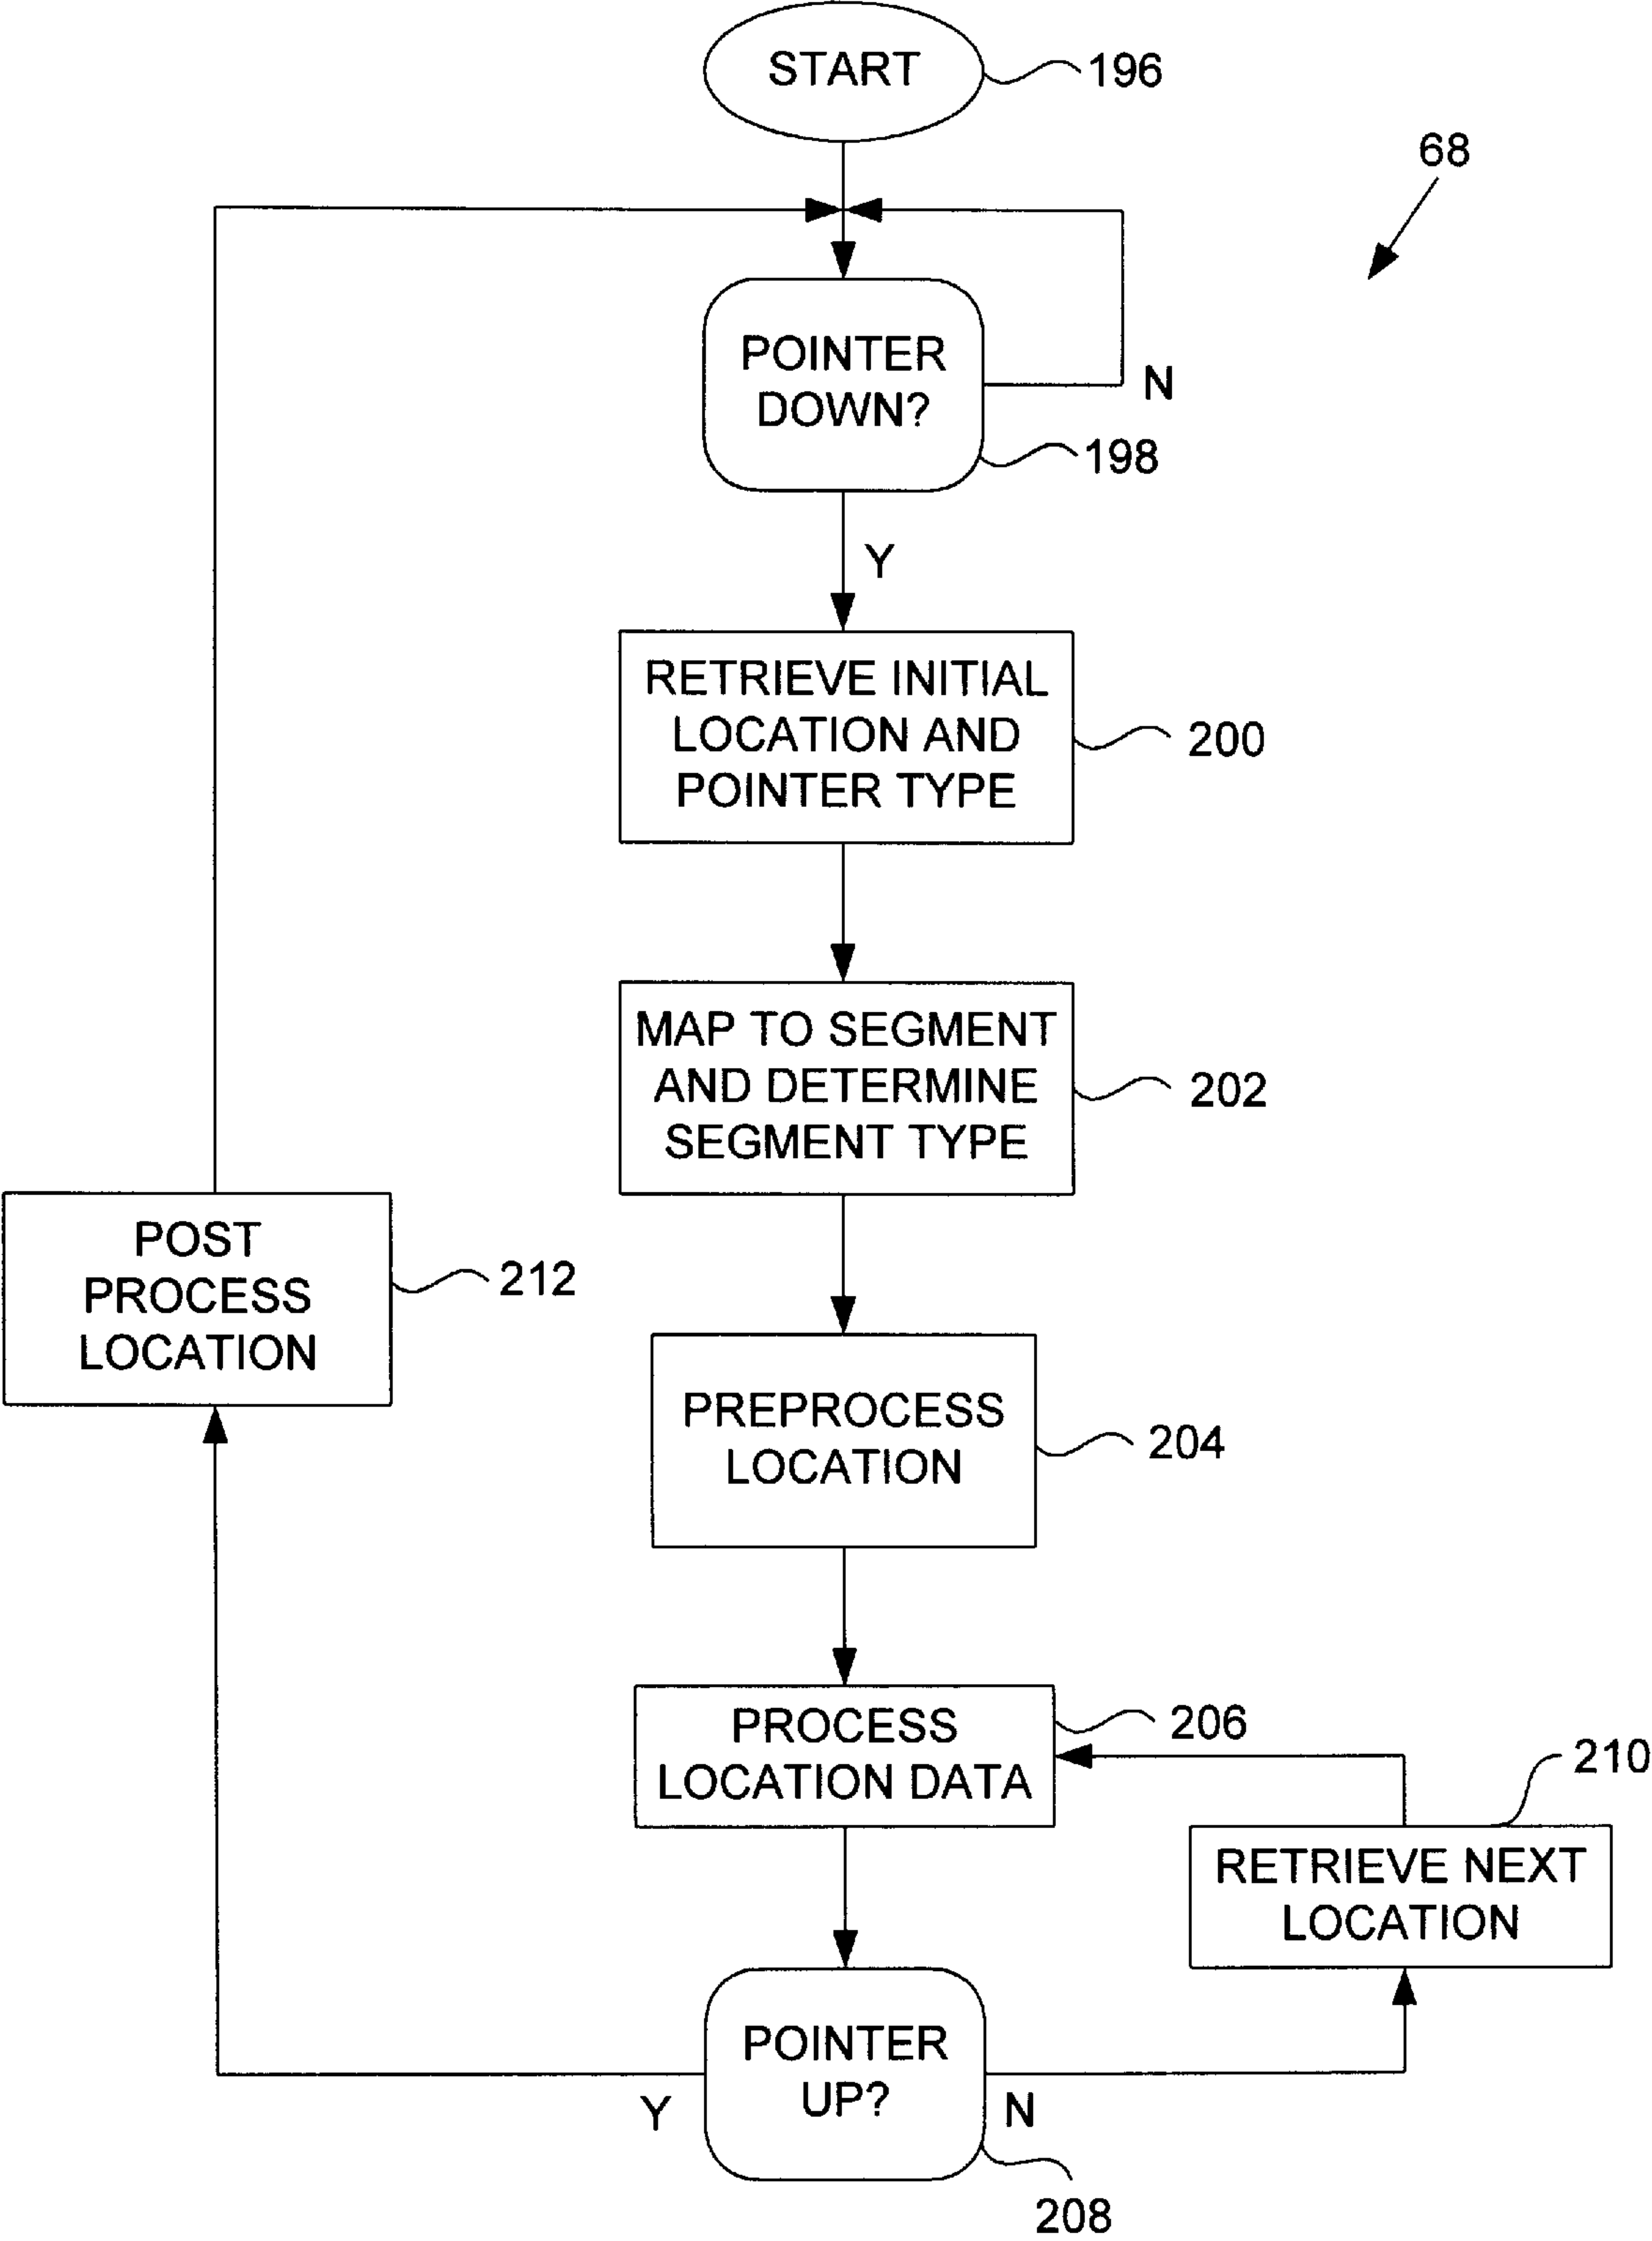 START
196
68
POINTER
DOWN?
N
198
Y
RETRIEVE INITIAL
LOCATION AND
POINTER TYPE
200
MAP TO SEGMENT
AND DETERMINE
SEGMENT TYPE
202
POST
PROCESS
LOCATION
212
PREPROCESS
LOCATION
204
PROCESS
LOCATION DATA
206
210
RETRIEVE NEXT
LOCATION
POINTER
UP?
Y
N
208